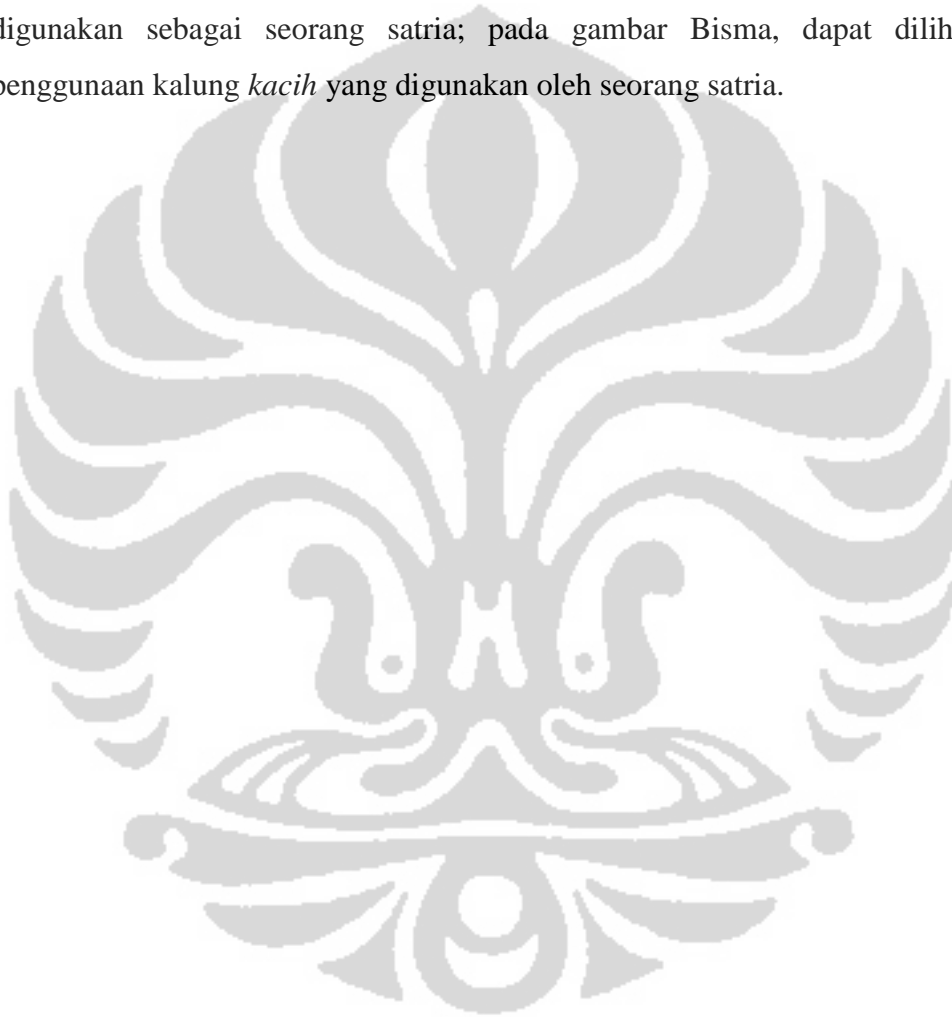 digunakan sebagai seorang satria; pada gambar Bisma, dapat dilih
penggunaan kalung kacih yang digunakan oleh seorang satria.